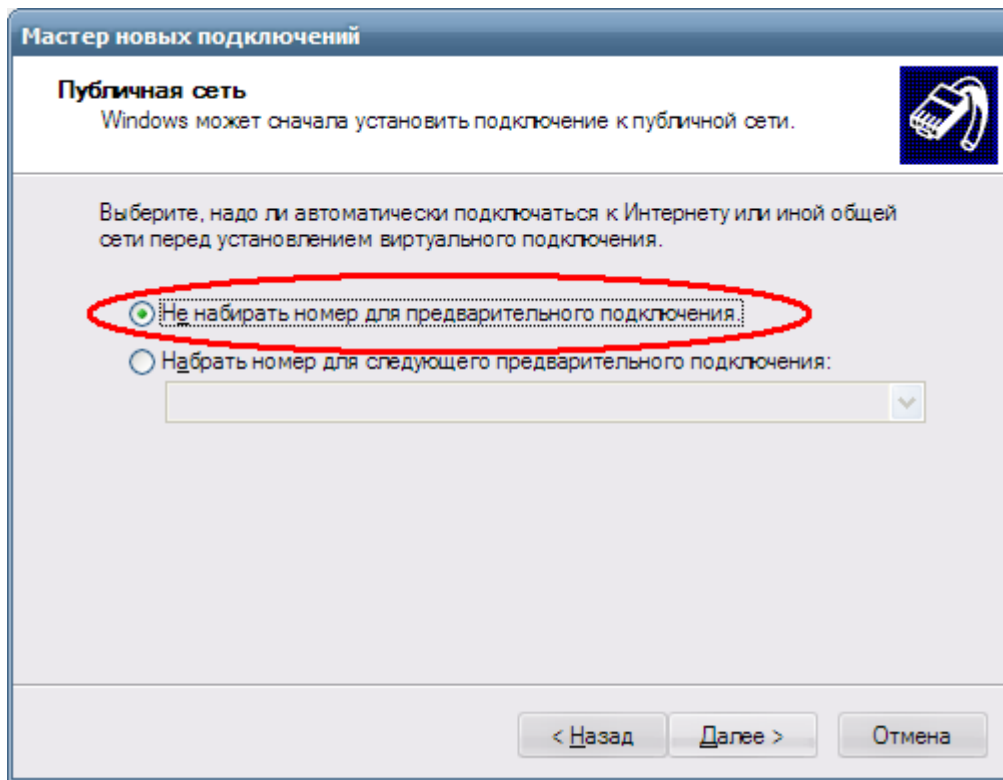 Мастер новых подключений
Публичная сеть
Windows может сначала установить подключение к публичной сети.
Выберите, надо ли автоматически подключаться к Интернету или иной общей
сети перед установлением виртуального подключения.
Не набирать номер для предварительного подключения.
Набрать номер для следующего предварительного подключения:
< Назад
Далее >
Отмена